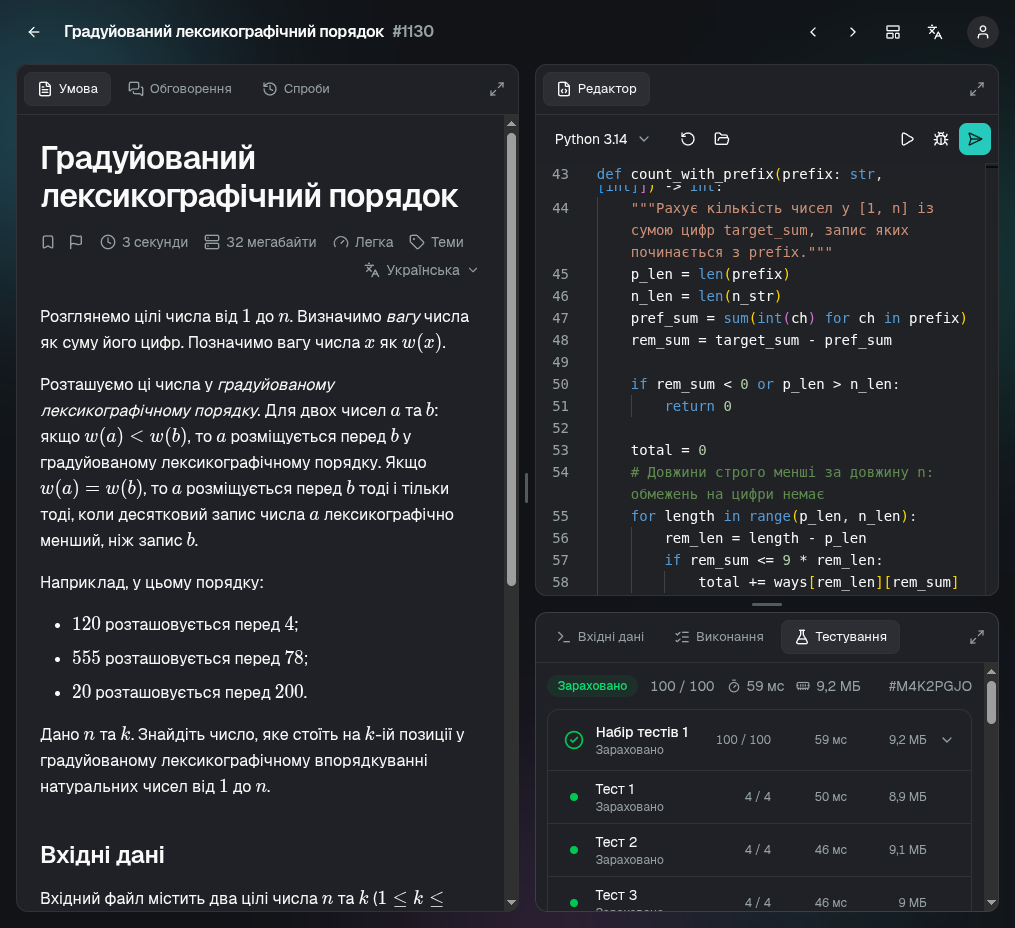 Градуйований лексикографічний порядок #1130
Умова
Обговорення
Спроби
Градуйований
лексикографічний порядок
3 секунди
32 мегабайти
Легка
Теми
Українська
Розглянемо цілі числа від 1 до n. Визначимо вагу числа
як суму його цифр. Позначимо вагу числа x як w(x).
Розташуємо ці числа у градуйованому
лексикографічному порядку. Для двох чисел a та b:
якщо w(a) < w(b), то a розміщується перед b у
градуйованому лексикографічному порядку. Якщо
w(a) = w(b), то a розміщується перед b тоді і тільки
тоді, коли десятковий запис числа a лексикографічно
менший, ніж запис b.
Наприклад, у цьому порядку:
• 120 розташовується перед 4;
• 555 розташовується перед 78;
• 20 розташовується перед 200.
Дано n та k. Знайдіть число, яке стоїть на k-ій позиції у
градуйованому лексикографічному впорядкуванні
натуральних чисел від 1 до n.
Вхідні дані
Вхідний файл містить два цілі числа n та k (1 ≤ k ≤
Редактор
Python 3.14
43 def count_with_prefix(prefix: str,
[int]]) -> int:
44 """Рахує кількість чисел у [1, n] із
сумою цифр target_sum, запис яких
починається з prefix."""
45 p_len = len(prefix)
46 n_len = len(n_str)
47 pref_sum = sum(int(ch) for ch in prefix)
48 rem_sum = target_sum - pref_sum
49
50 if rem_sum < 0 or p_len > n_len:
51 return 0
52
53 total = 0
54 # Довжини строго менші за довжину n:
обмежень на цифри немає
55 for length in range(p_len, n_len):
56 rem_len = length - p_len
57 if rem_sum <= 9 * rem_len:
58 total += ways[rem_len][rem_sum]
Вхідні дані
Виконання
Тестування
Зараховано 100 / 100 59 мс 9,2 МБ #M4K2PGJO
Набір тестів 1 100 / 100 59 мс 9,2 МБ
Зараховано
Тест 1 4 / 4 50 мс 8,9 МБ
Зараховано
Тест 2 4 / 4 46 мс 9,1 МБ
Зараховано
Тест 3 4 / 4 46 мс 9 МБ
Зараховано